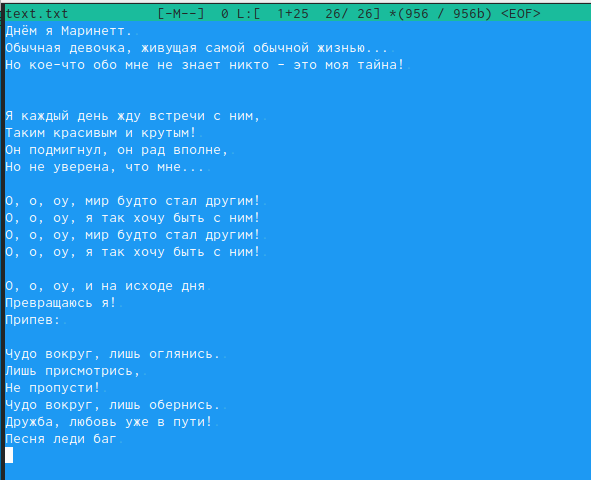 text.txt [-M--] 0 L:[ 1+25 26/ 26] *(956 / 956b) <EOF>
Днём я Маринетт.
Обычная девочка, живущая самой обычной жизнью...
Но кое-что обо мне не знает никто - это моя тайна!
Я каждый день жду встречи с ним,
Таким красивым и крутым!
Он подмигнул, он рад вполне,
Но не уверена, что мне...
О, о, оу, мир будто стал другим!
О, о, оу, я так хочу быть с ним!
О, о, оу, мир будто стал другим!
О, о, оу, я так хочу быть с ним!
О, о, оу, и на исходе дня
Превращаюсь я!
Припев:
Чудо вокруг, лишь оглянись.
Лишь присмотрись,
Не пропусти!
Чудо вокруг, лишь обернись.
Дружба, любовь уже в пути!
Песня леди баг